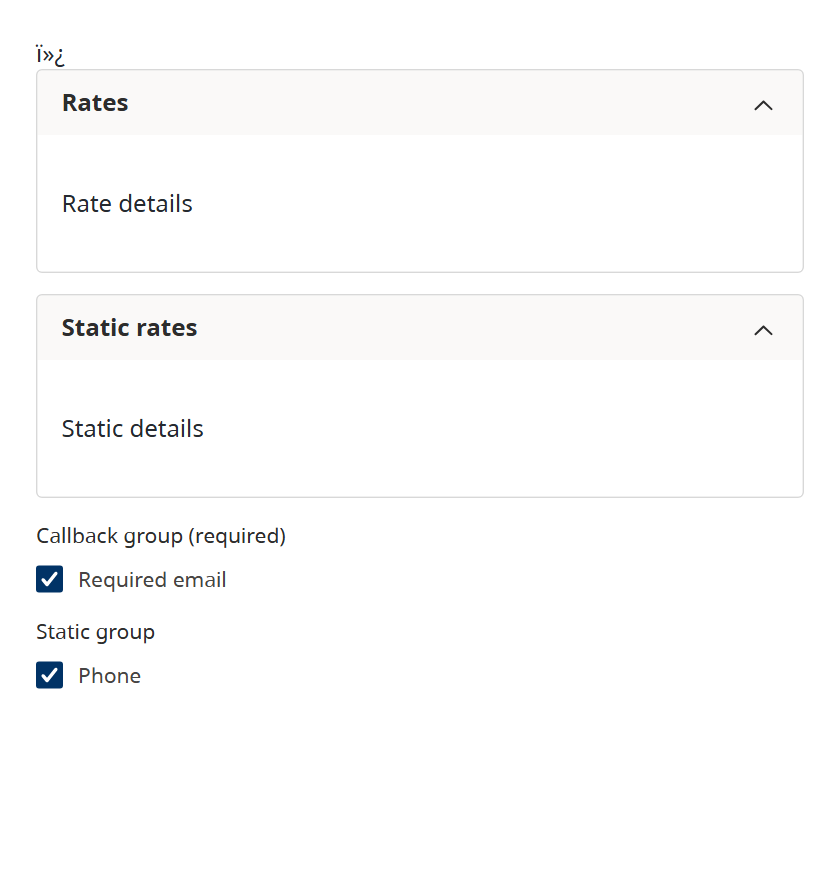 ï»¿
Rates
Rate details
Static rates
Static details
Callback group (required)
Required email
Static group
Phone